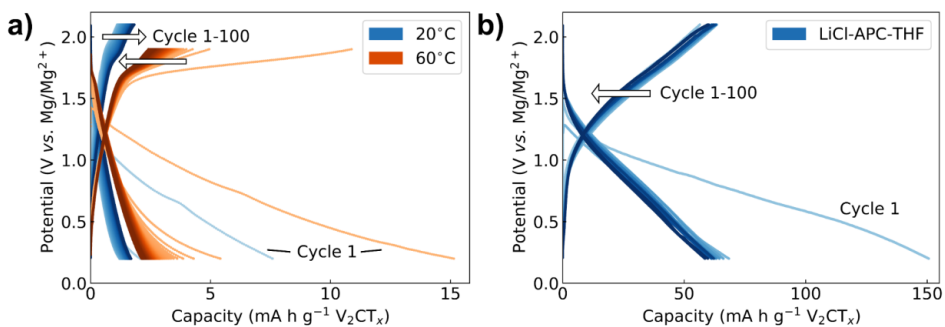 a)
2.0
1.5
1.0
0.5
0.0
Potential (V vs. Mg/Mg²⁺)
Cycle 1-100
20°C
60°C
Cycle 1
0
5
10
15
Capacity (mA h g⁻¹ V₂CTₓ)
b)
2.0
1.5
1.0
0.5
0.0
Potential (V vs. Mg/Mg²⁺)
LiCl-APC-THF
Cycle 1-100
Cycle 1
0
50
100
150
Capacity (mA h g⁻¹ V₂CTₓ)